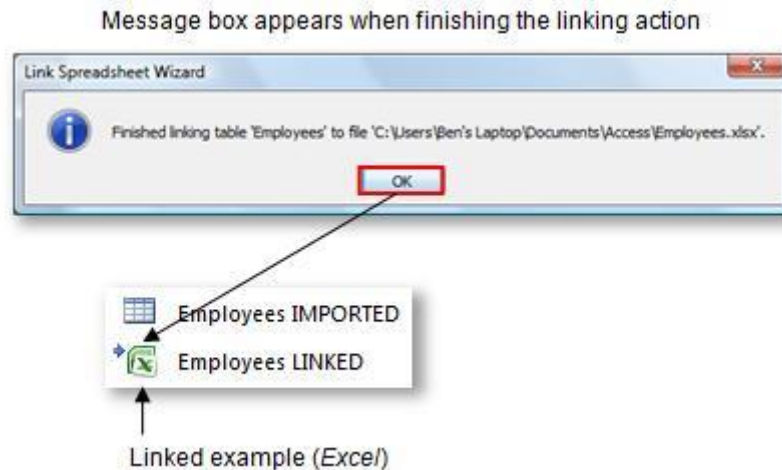 Message box appears when finishing the linking action
Link Spreadsheet Wizard
Finished linking table 'Employees' to file 'C:\Users\Ben's Laptop\Documents\Access\Employees.xlsx'.
OK
Employees IMPORTED
Employees LINKED
Linked example (Excel)